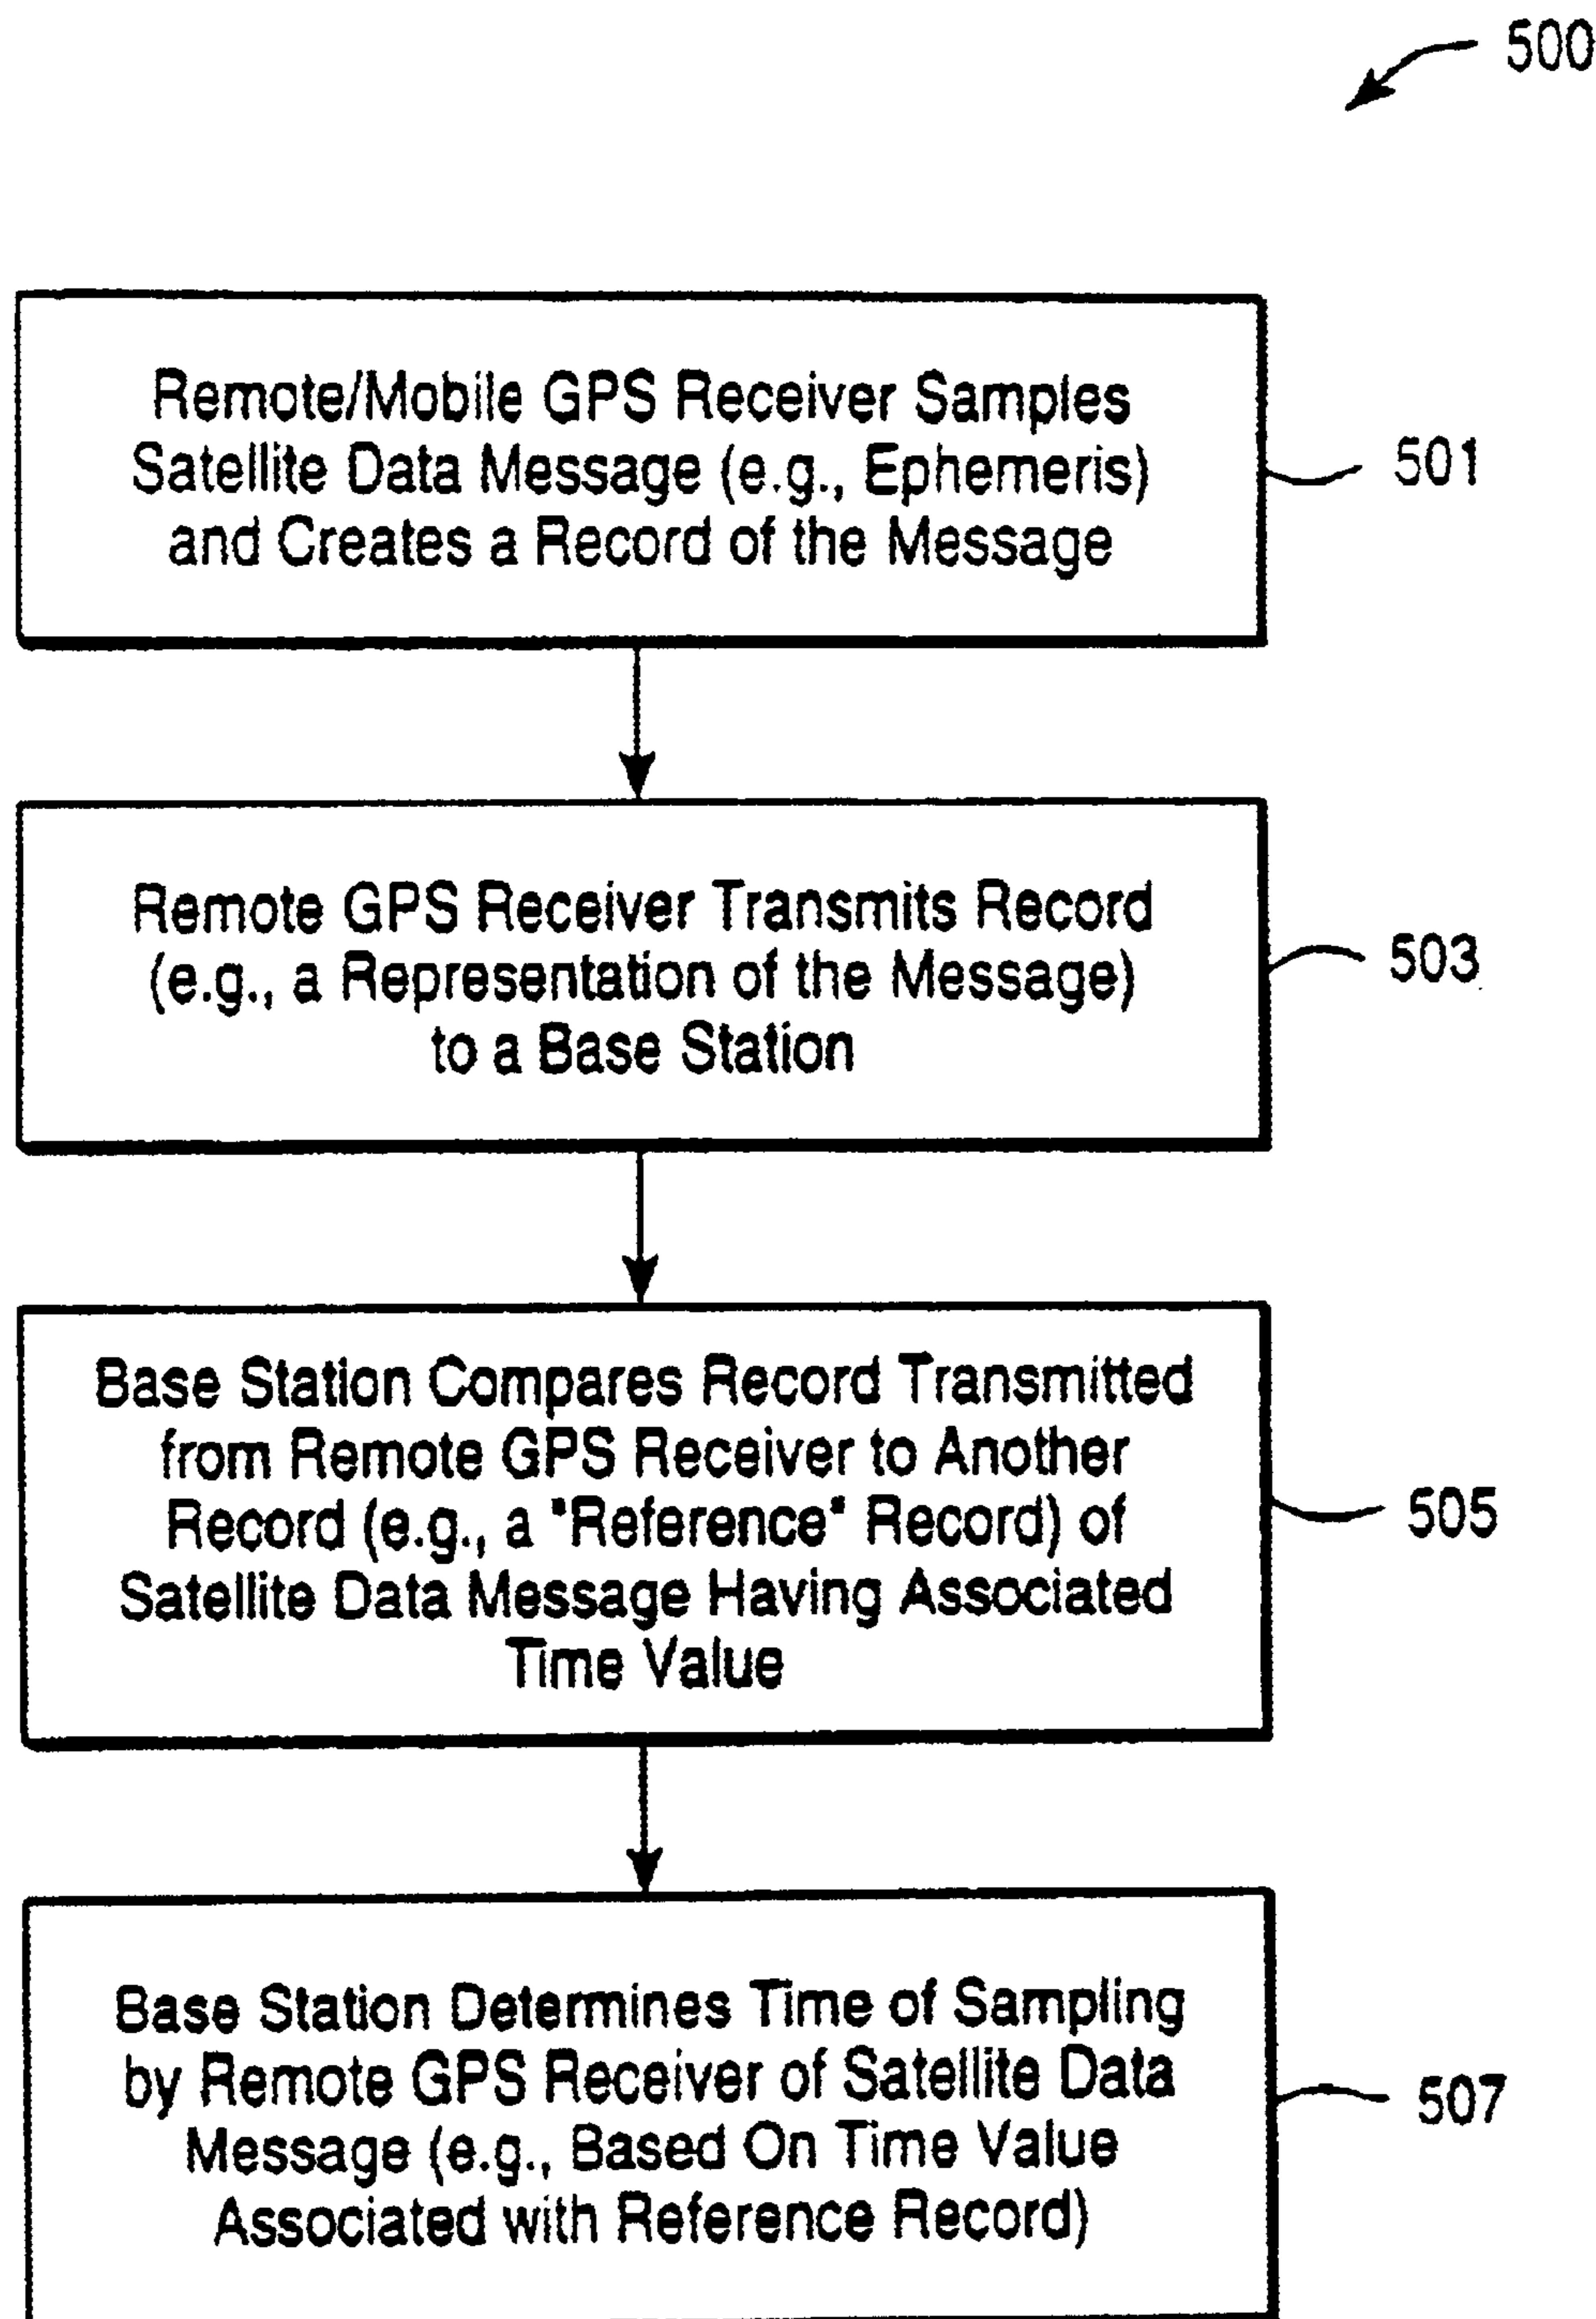 500
Remote/Mobile GPS Receiver Samples
Satellite Data Message (e.g., Ephemeris)
and Creates a Record of the Message
501
Remote GPS Receiver Transmits Record
(e.g., a Representation of the Message)
to a Base Station
503
Base Station Compares Record Transmitted
from Remote GPS Receiver to Another
Record (e.g., a "Reference" Record) of
Satellite Data Message Having Associated
Time Value
505
Base Station Determines Time of Sampling
by Remote GPS Receiver of Satellite Data
Message (e.g., Based On Time Value
Associated with Reference Record)
507